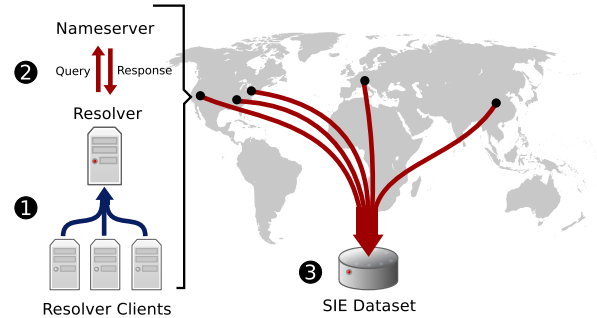 Nameserver
2
Query
Response
Resolver
1
Resolver Clients
3
SIE Dataset